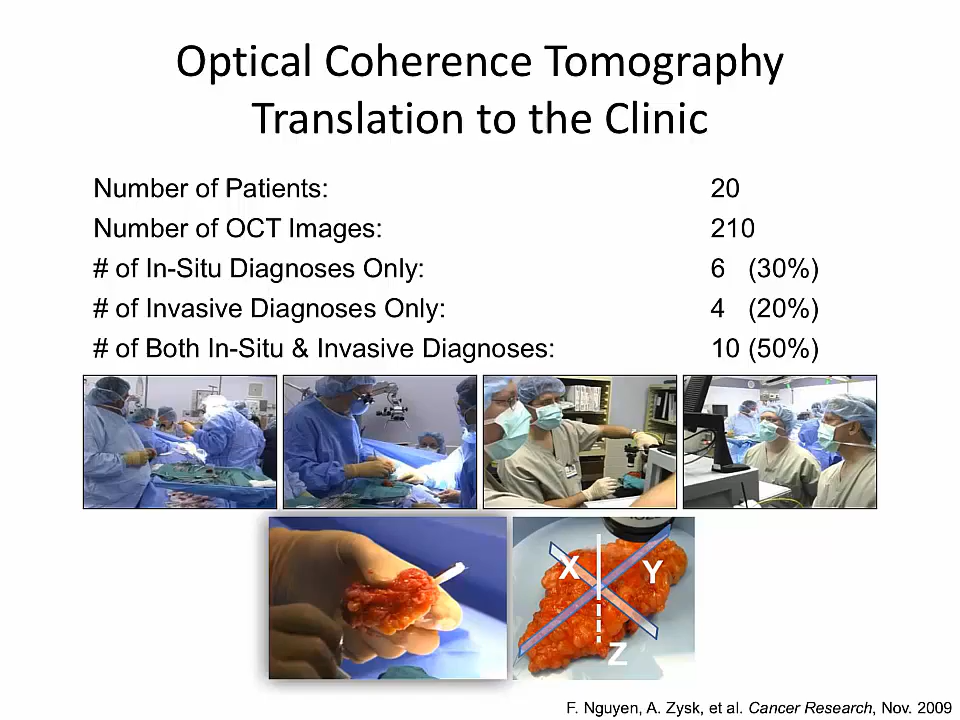 Optical Coherence Tomography
Translation to the Clinic
Number of Patients: 20
Number of OCT Images: 210
# of In-Situ Diagnoses Only: 6 (30%)
# of Invasive Diagnoses Only: 4 (20%)
# of Both In-Situ & Invasive Diagnoses: 10 (50%)
X
Y
Z
F. Nguyen, A. Zysk, et al. Cancer Research, Nov. 2009